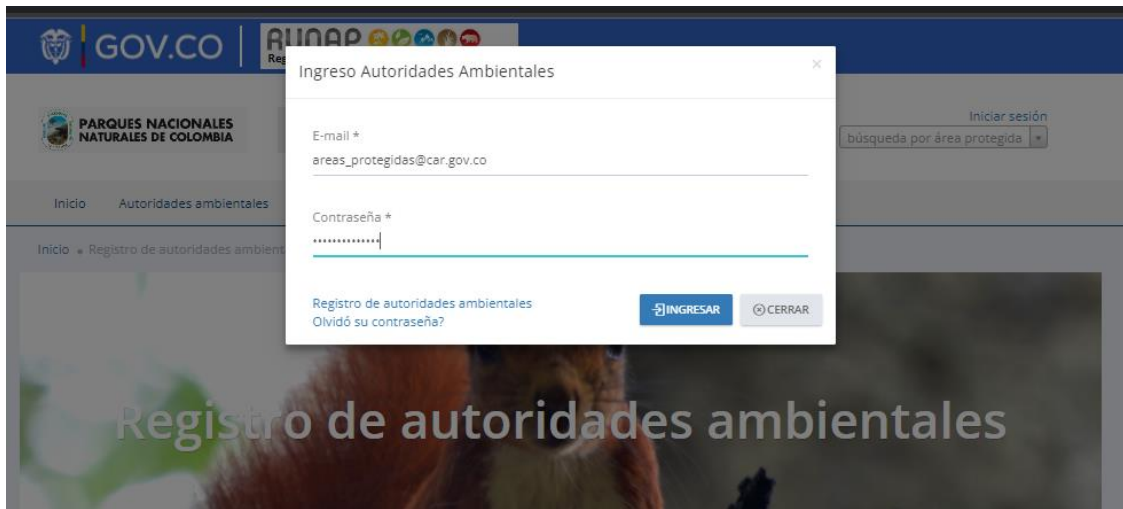 GOV.CO
RUNAP
Reg
Ingreso Autoridades Ambientales
×
PARQUES NACIONALES
NATURALES DE COLOMBIA
Iniciar sesión
búsqueda por área protegida
E-mail *
areas_protegidas@car.gov.co
Inicio Autoridades ambientales
Contraseña *
••••••••••••••
Inicio Registro de autoridades ambient
Registro de autoridades ambientales
Olvidó su contraseña?
INGRESAR
CERRAR
Registro de autoridades ambientales